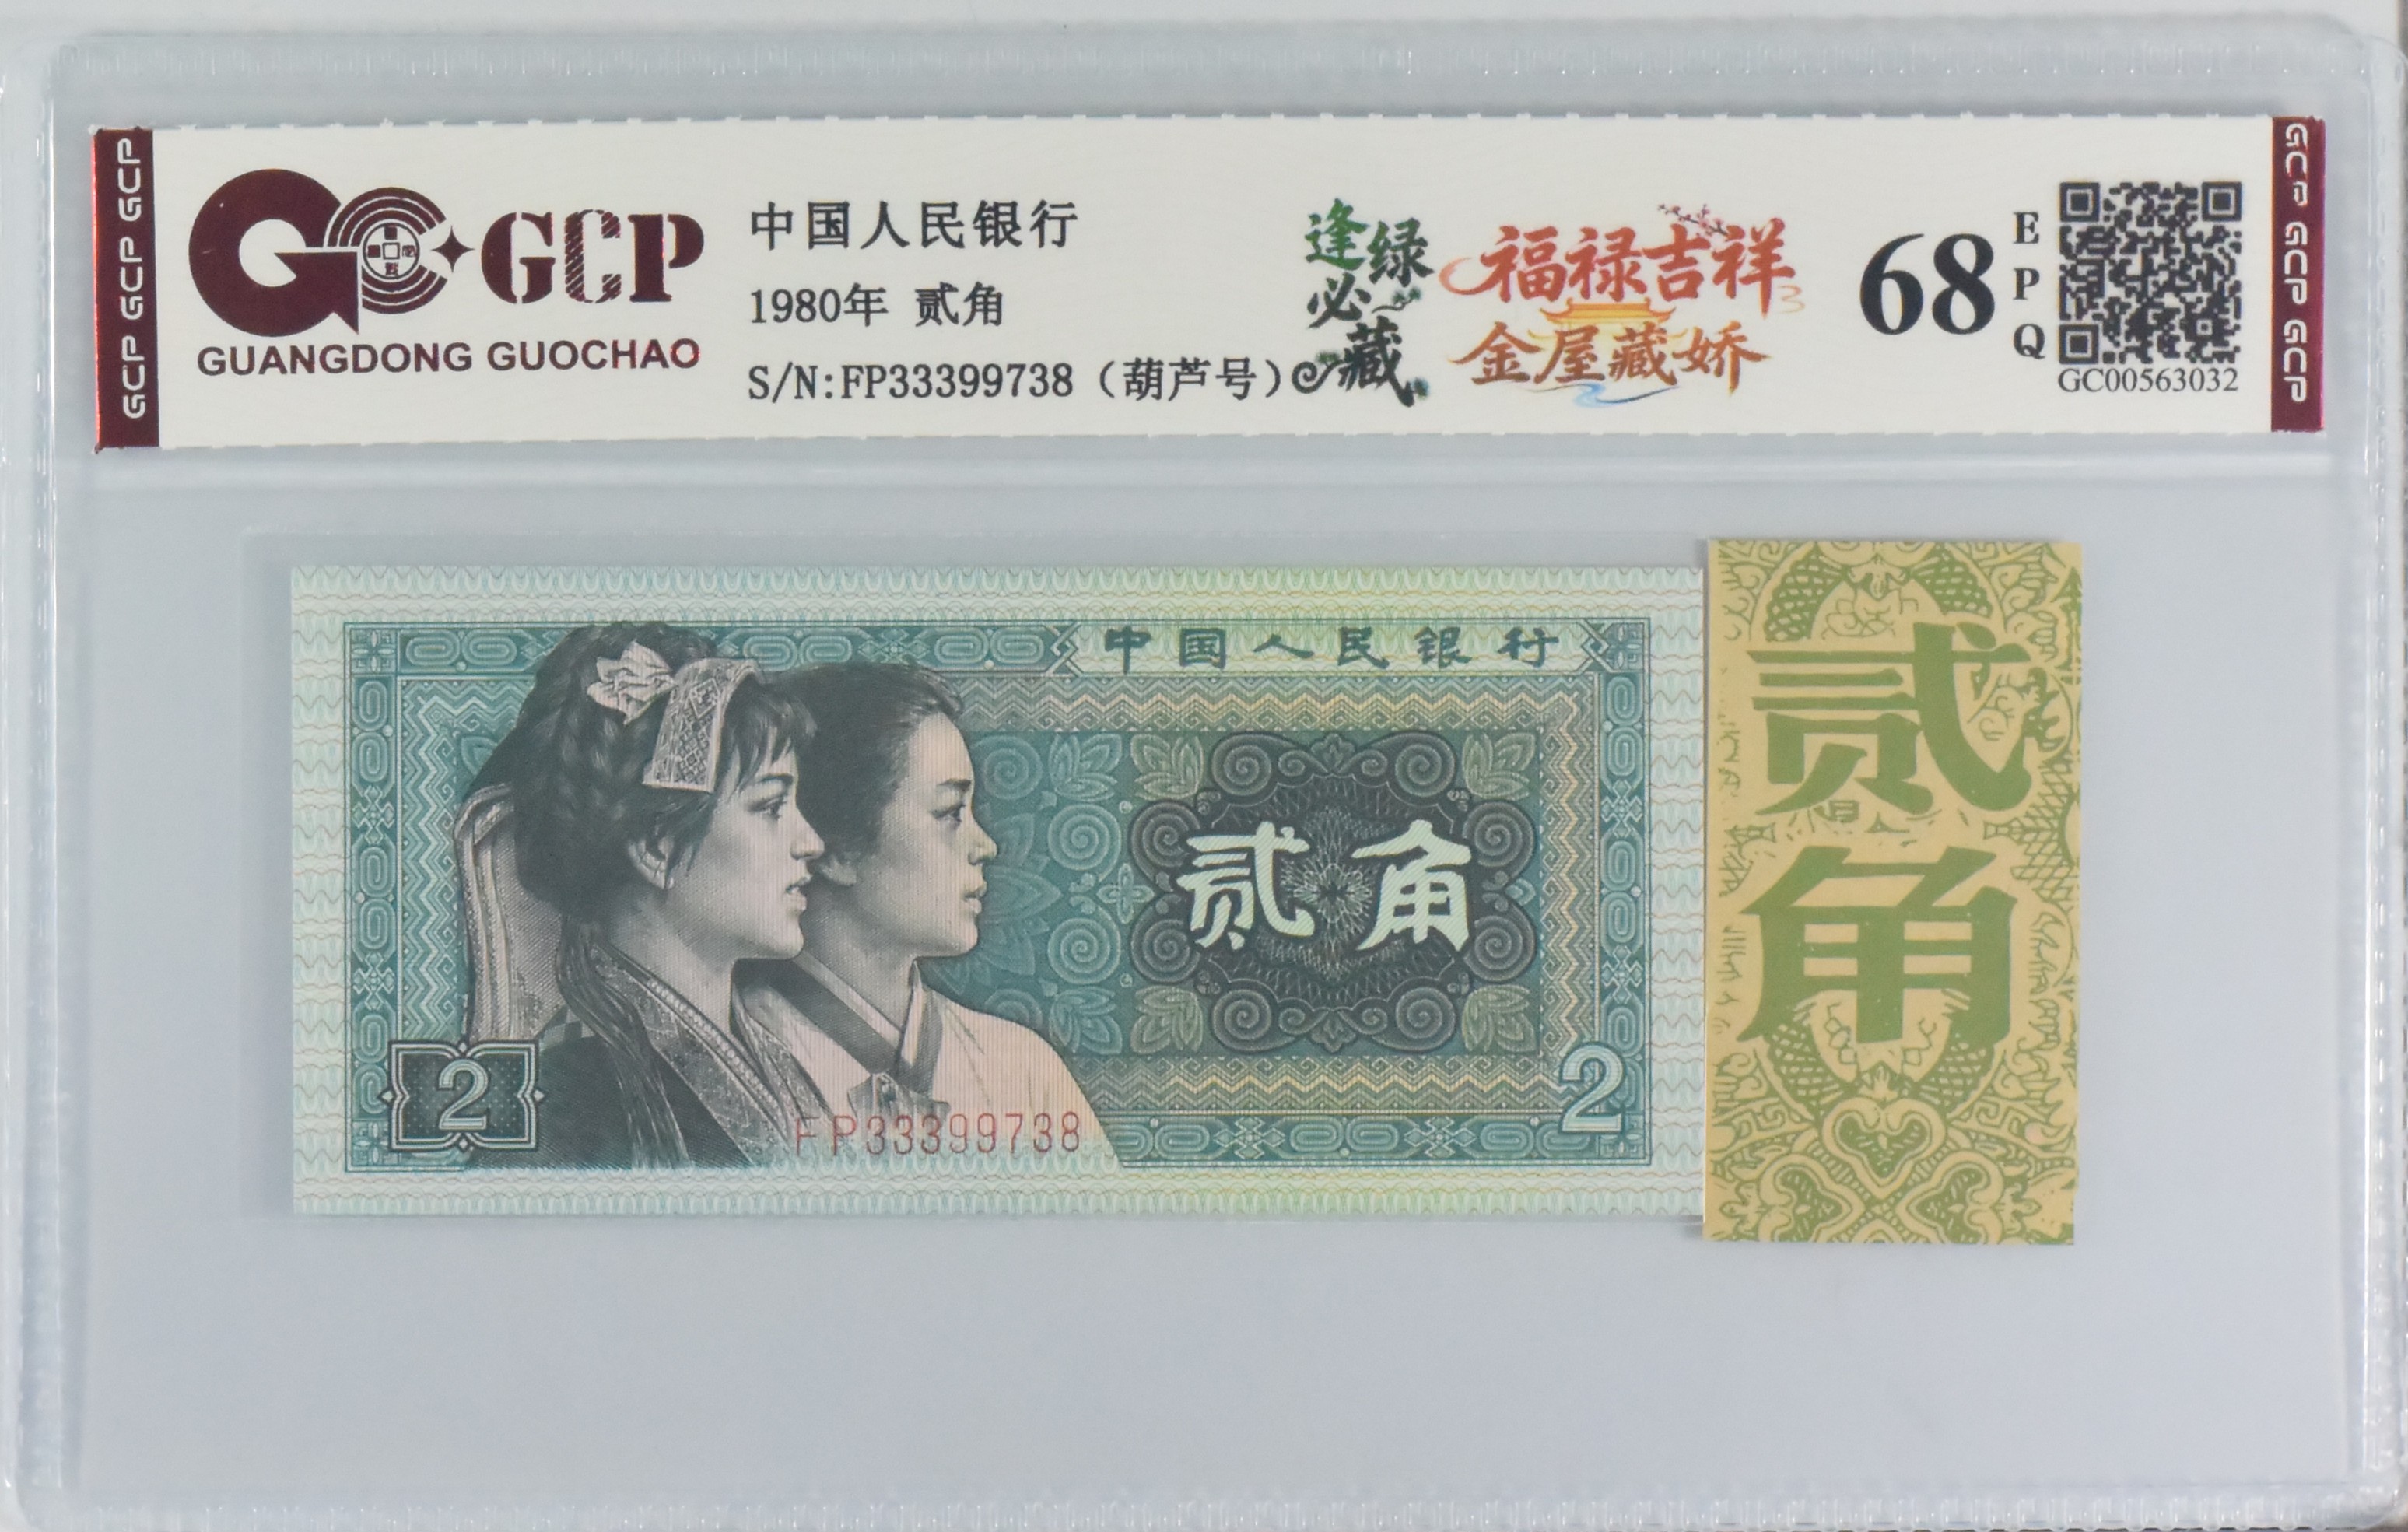 GCP GCP GCP
GC GCP
GUANGDONG GUOCHAO
中国人民银行
1980年 贰角
S/N:FP33399738（葫芦号）
逢绿
必藏
福禄吉祥
金屋藏娇
68
EPQ
GC00563032
GCP GCP GCP
中国人民银行
贰角
2
2
FP33399738
贰角